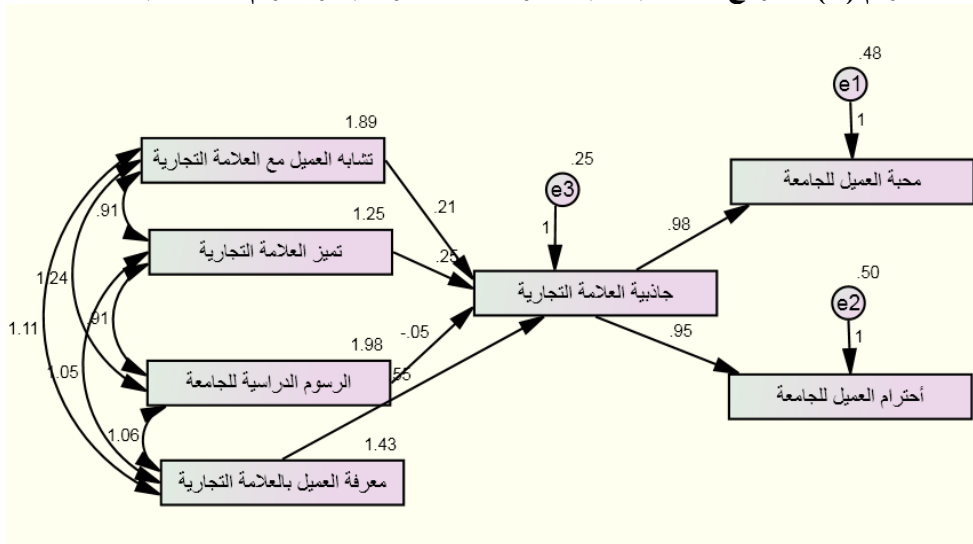 .48
e1
1
1.89
تشابه العميل مع العلامة التجارية
.25
e3
محبة العميل للجامعة
.91
.21
1.25
1
.98
تميز العلامة التجارية
.25
1.24
جاذبية العلامة التجارية
.50
e2
1.11
.91
-.05
.95
1
1.98
1.05
الرسوم الدراسية للجامعة
.55
أحترام العميل للجامعة
1.06
1.43
معرفة العميل بالعلامة التجارية